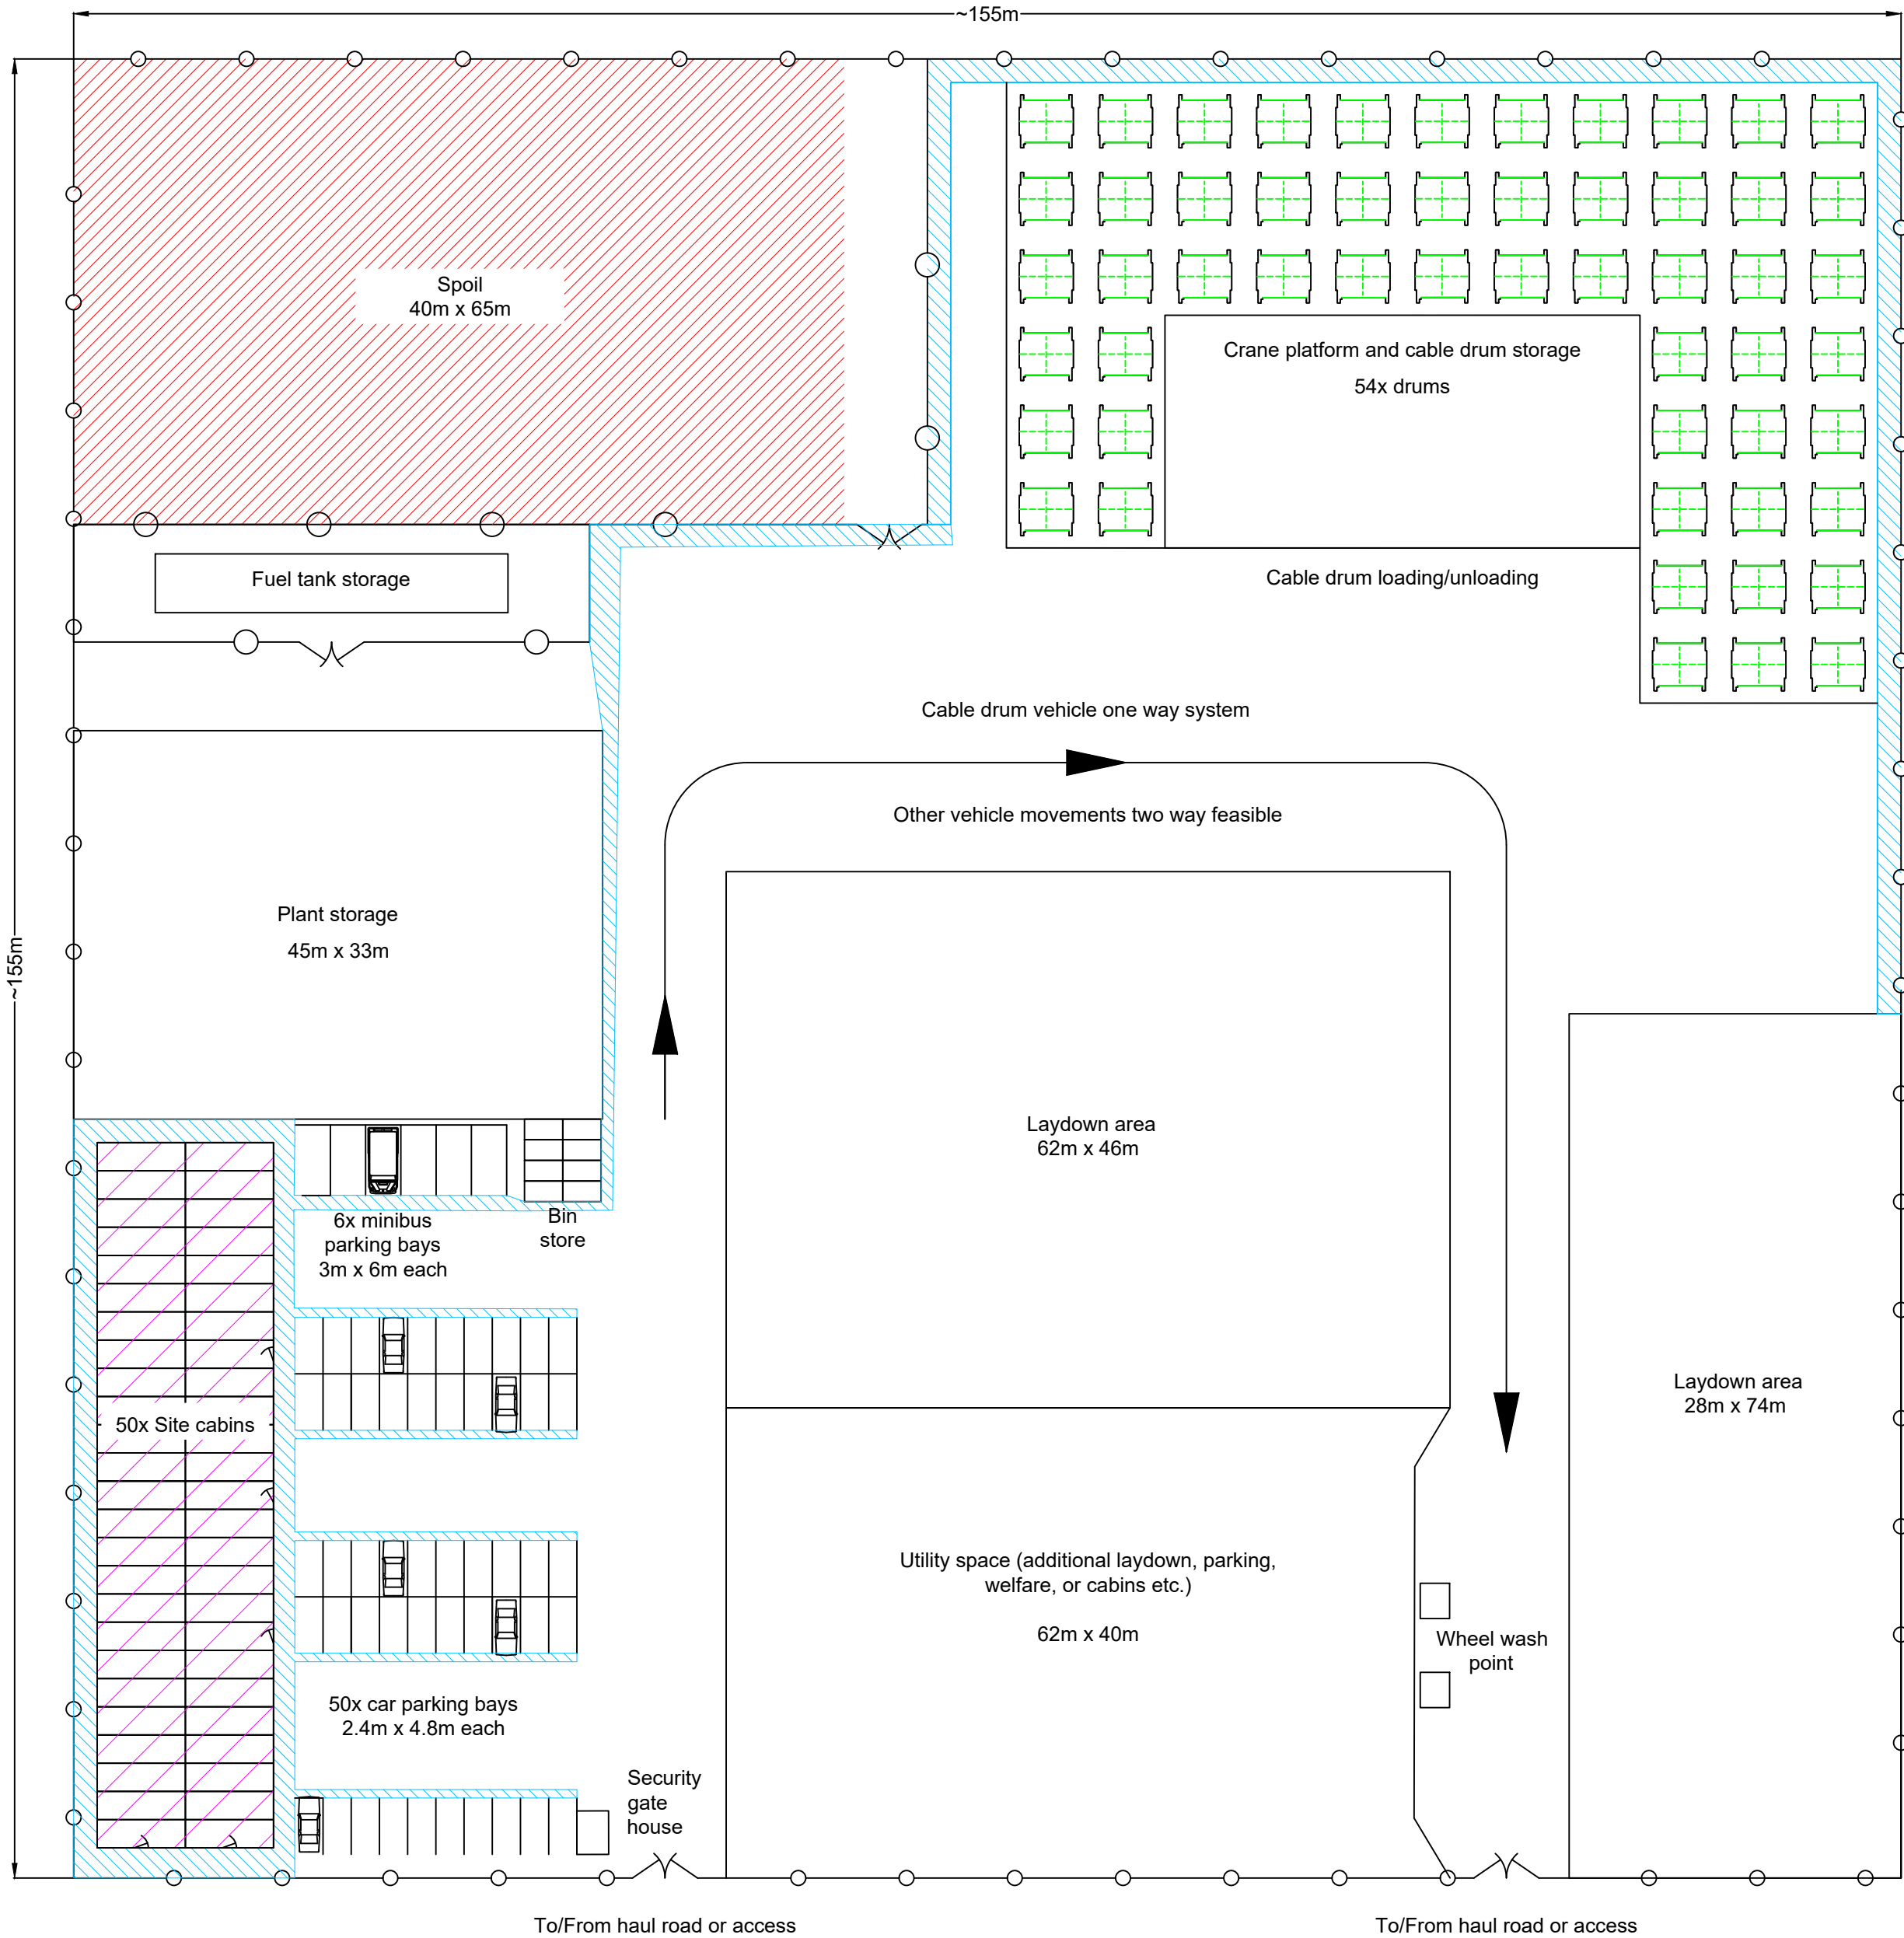 ~155m
~155m
Spoil
40m x 65m
Crane platform and cable drum storage
54x drums
Fuel tank storage
Cable drum loading/unloading
Cable drum vehicle one way system
Other vehicle movements two way feasible
Plant storage
45m x 33m
Laydown area
62m x 46m
6x minibus
parking bays
3m x 6m each
Bin
store
Laydown area
28m x 74m
50x Site cabins
Utility space (additional laydown, parking,
welfare, or cabins etc.)
62m x 40m
Wheel wash
point
50x car parking bays
2.4m x 4.8m each
Security
gate
house
To/From haul road or access
To/From haul road or access